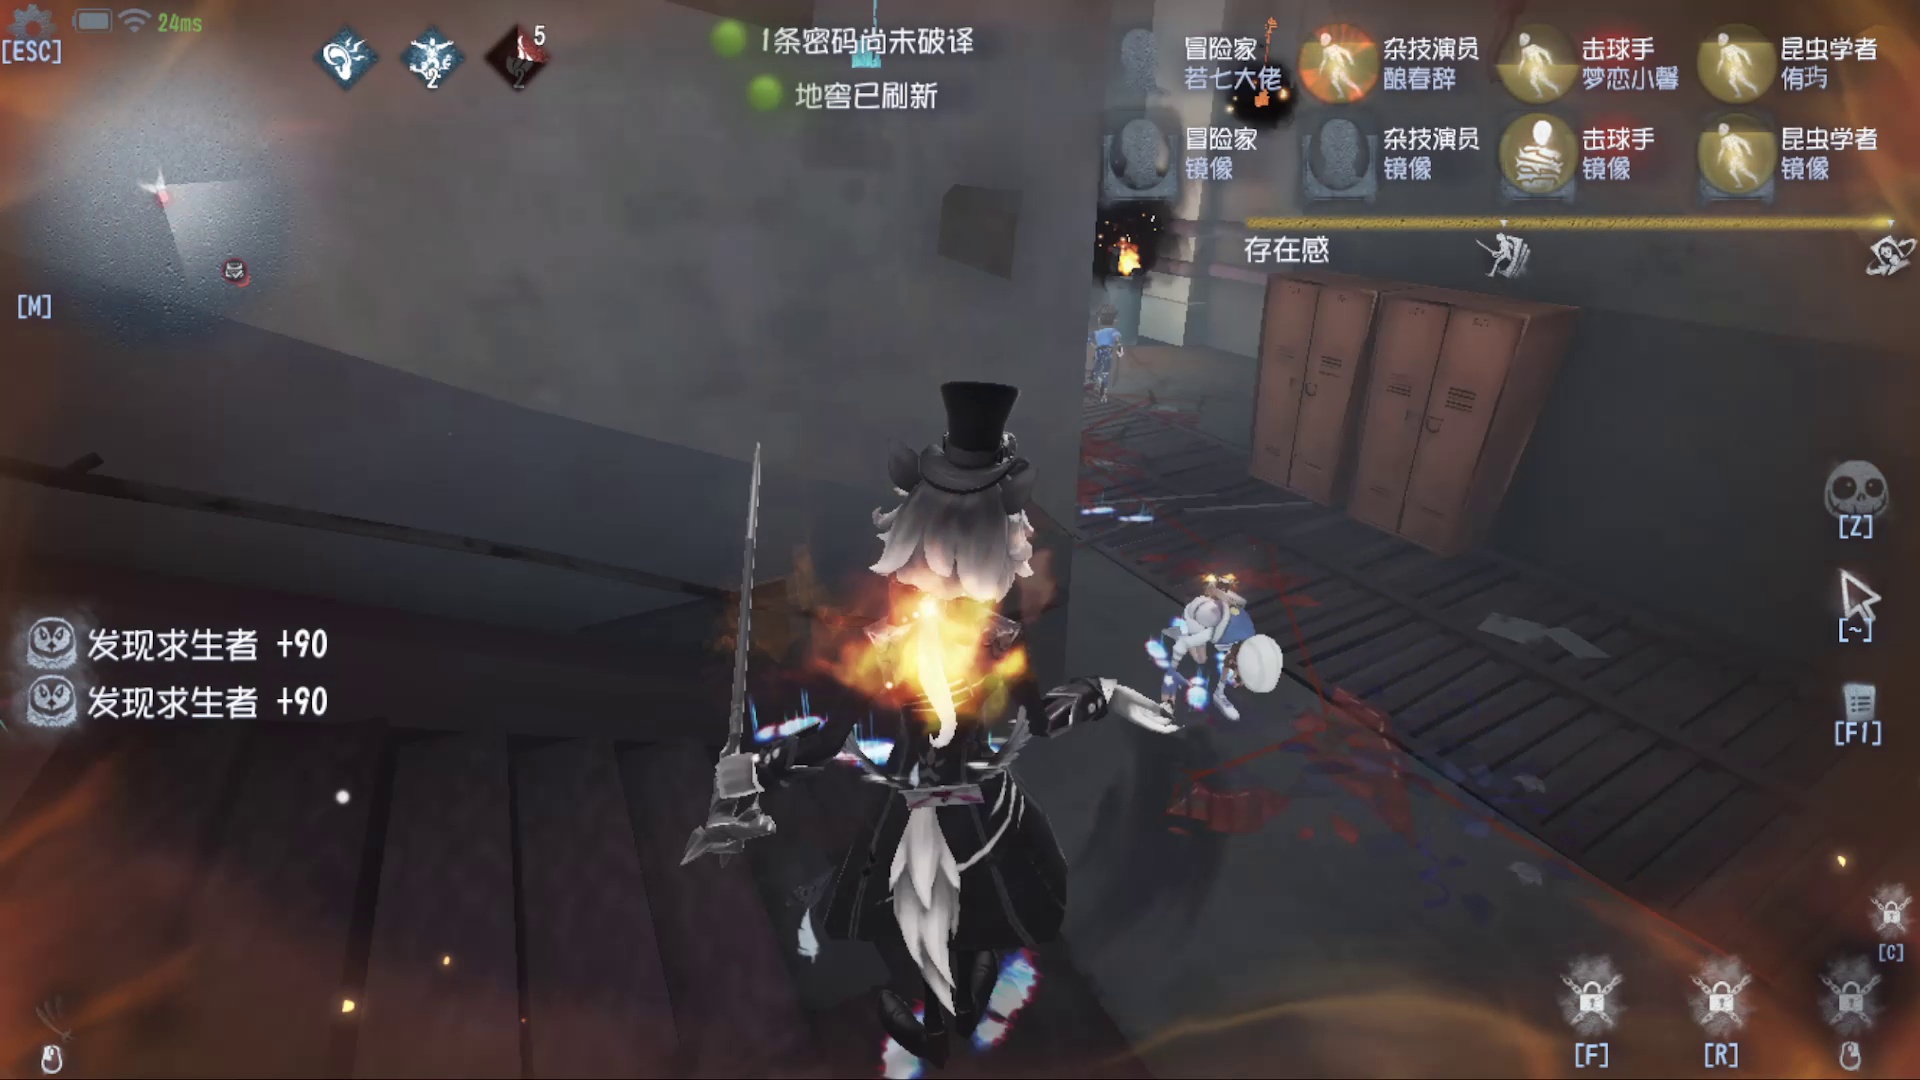 24ms
[ESC]
2
5
2
1条密码尚未破译
地窖已刷新
冒险家
若七大佬
杂技演员
酿春辞
击球手
梦恋小馨
昆虫学者
侑玙
冒险家
镜像
杂技演员
镜像
击球手
镜像
昆虫学者
镜像
存在感
[M]
[Z]
[~]
[F1]
发现求生者 +90
发现求生者 +90
[C]
[F]
[R]